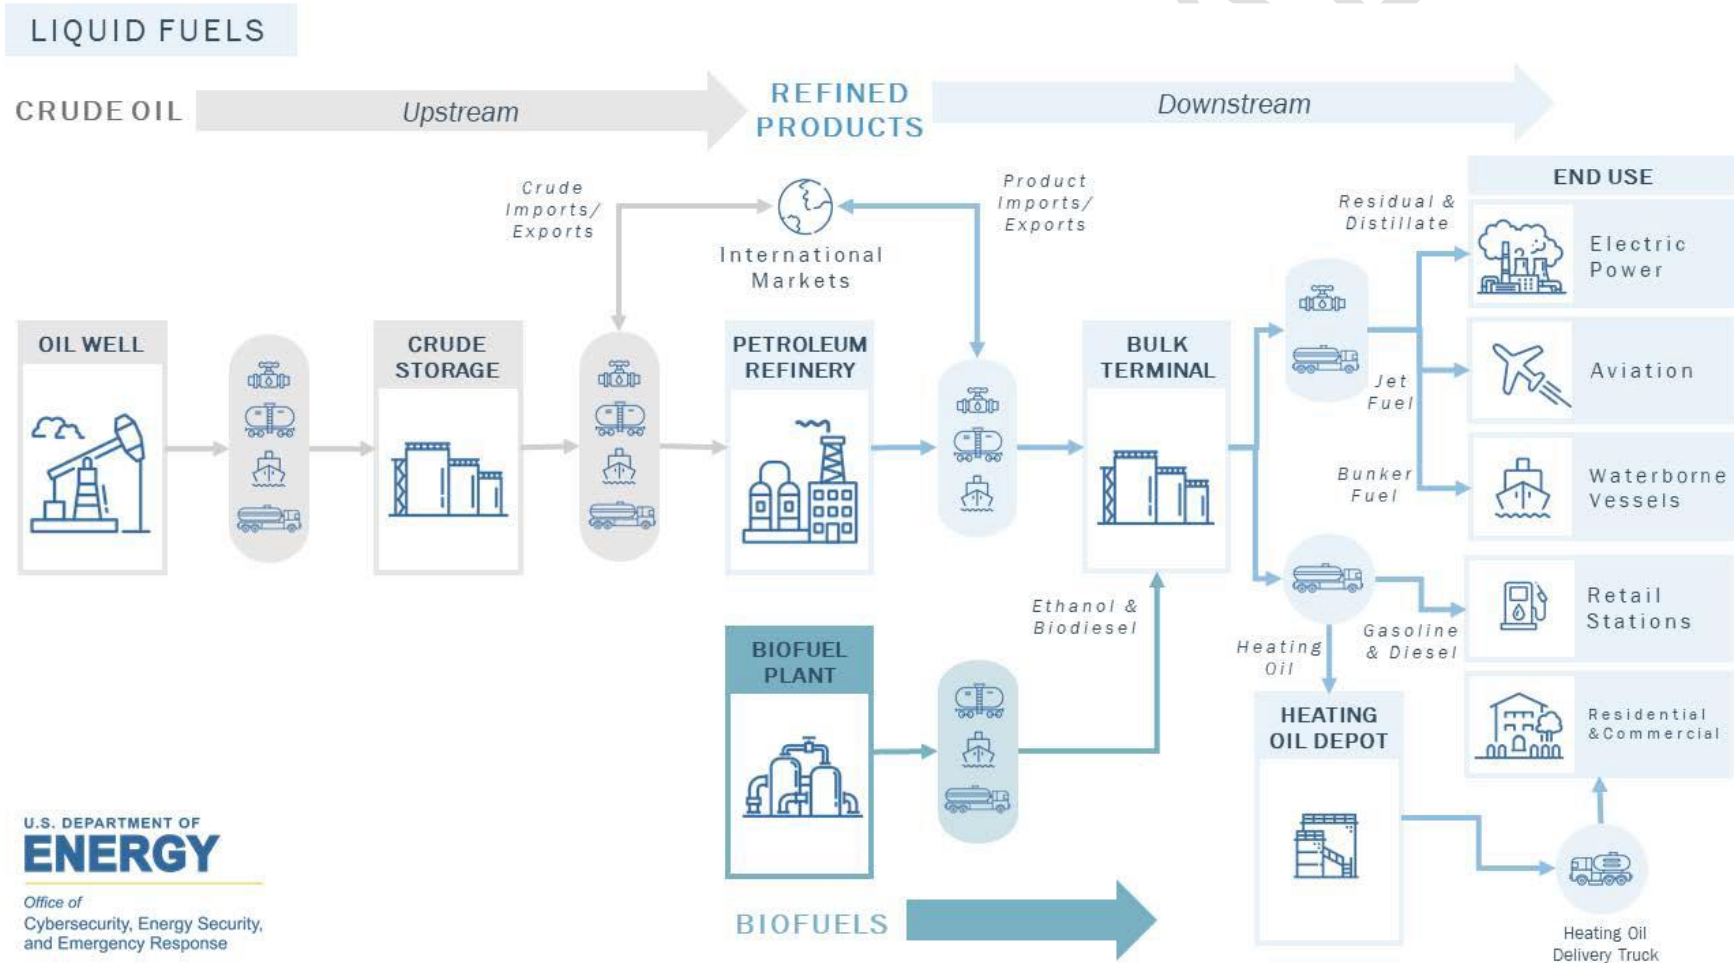 LIQUID FUELS
CRUDE OIL
Upstream
REFINED
PRODUCTS
Downstream
Crude
Imports/
Exports
International
Markets
Product
Imports/
Exports
Residual &
Distillate
END USE
Electric
Power
OIL WELL
CRUDE
STORAGE
PETROLEUM
REFINERY
BULK
TERMINAL
Jet
Fuel
Aviation
Bunker
Fuel
Waterborne
Vessels
Ethanol &
Biodiesel
Heating
Oil
Gasoline
& Diesel
Retail
Stations
BIOFUEL
PLANT
HEATING
OIL DEPOT
Residential
&Commercial
U.S. DEPARTMENT OF
ENERGY
Office of
Cybersecurity, Energy Security,
and Emergency Response
BIOFUELS
Heating Oil
Delivery Truck